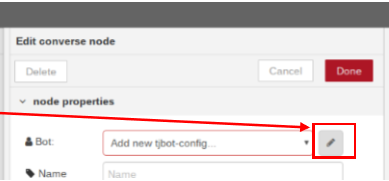 Edit converse node
Delete Cancel Done
node properties
Bot: Add new tjbot-config...
Name Name